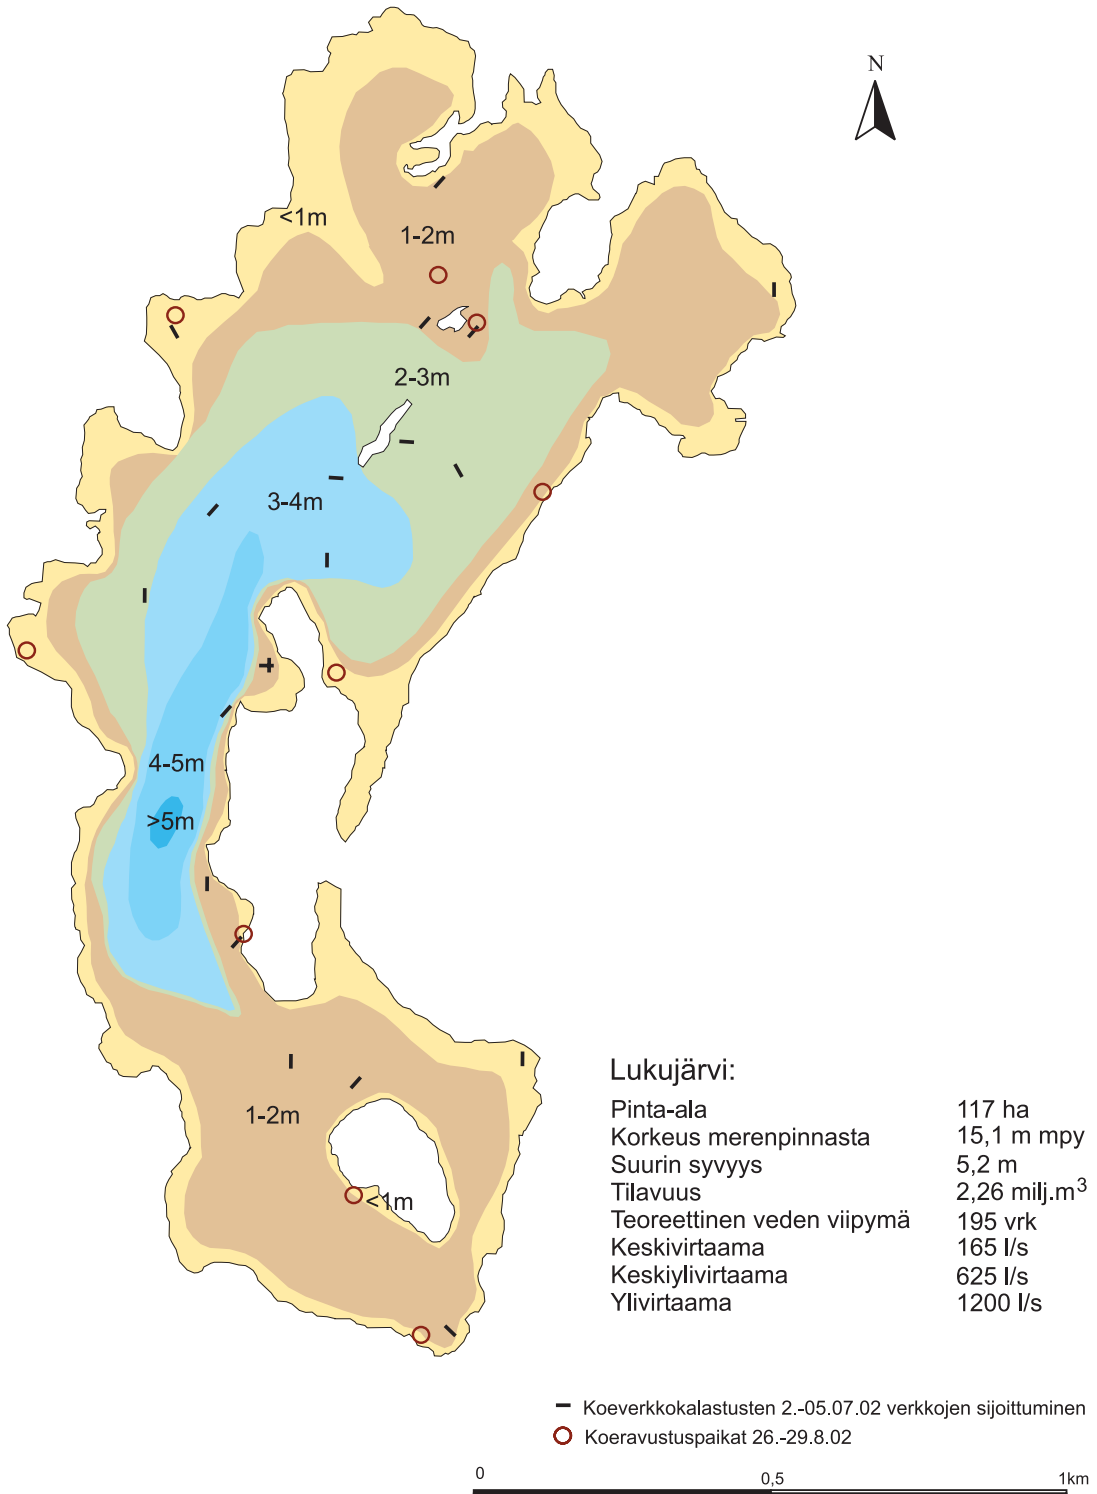 N
<1m
1-2m
2-3m
3-4m
4-5m
>5m
1-2m
<1m
Lukujärvi:
Pinta-ala 117 ha
Korkeus merenpinnasta 15,1 m mpy
Suurin syvyys 5,2 m
Tilavuus 2,26 milj.m³
Teoreettinen veden viipymä 195 vrk
Keskivirtaama 165 l/s
Keskiylivirtaama 625 l/s
Ylivirtaama 1200 l/s
Koeverkkokalastusten 2.-05.07.02 verkkojen sijoittuminen
Koeravustuspaikat 26.-29.8.02
0 0,5 1km